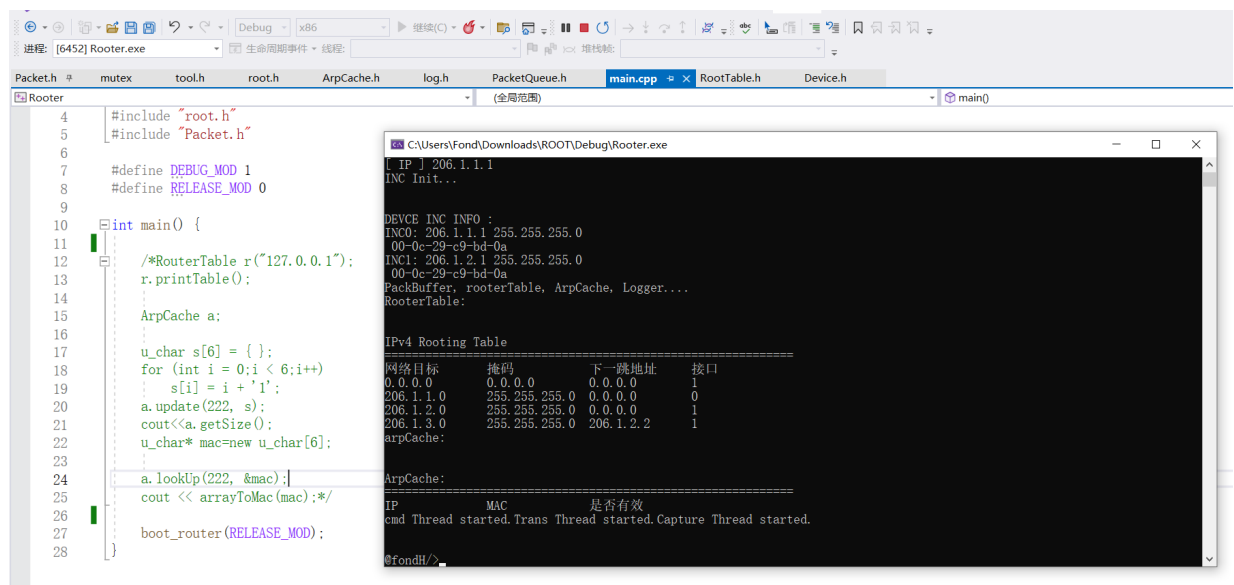 Debug x86 继续(C)
进程: [6452] Rooter.exe 生命周期事件 线程: 堆栈帧:
Packet.h mutex tool.h root.h ArpCache.h log.h PacketQueue.h main.cpp RootTable.h Device.h
Rooter (全局范围) main()
4 #include "root.h"
5 #include "Packet.h"
6
7 #define DEBUG_MOD 1
8 #define RELEASE_MOD 0
9
10 int main() {
11
12 /*RouterTable r("127.0.0.1");
13 r.printTable();
14
15 ArpCache a;
16
17 u_char s[6] = { };
18 for (int i = 0;i < 6;i++)
19 s[i] = i + '1';
20 a.update(222, s);
21 cout<<a.getSize();
22 u_char* mac=new u_char[6];
23
24 a.lookUp(222, &mac);
25 cout << arrayToMac(mac);*/
26
27 boot_router(RELEASE_MOD);
28 }
C:\Users\Fond\Downloads\ROOT\Debug\Rooter.exe
[ IP ] 206.1.1.1
INC Init...
DEVCE INC INFO :
INC0: 206.1.1.1 255.255.255.0
00-0c-29-c9-bd-0a
INC1: 206.1.2.1 255.255.255.0
00-0c-29-c9-bd-0a
PackBuffer, rooterTable, ArpCache, Logger....
RooterTable:
IPv4 Rooting Table
============================================================
网络目标 掩码 下一跳地址 接口
0.0.0.0 0.0.0.0 0.0.0.0 1
206.1.1.0 255.255.255.0 0.0.0.0 0
206.1.2.0 255.255.255.0 0.0.0.0 1
206.1.3.0 255.255.255.0 206.1.2.2 1
arpCache:
ArpCache:
============================================================
IP MAC 是否有效
cmd Thread started.Trans Thread started.Capture Thread started.
@fondH/>